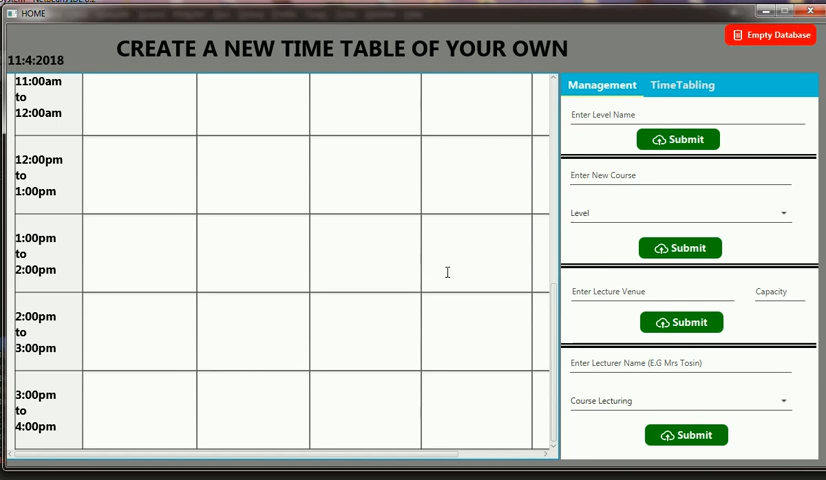 HOME
Empty Database
CREATE A NEW TIME TABLE OF YOUR OWN
11:4:2018
11:00am
to
12:00am
12:00pm
to
1:00pm
1:00pm
to
2:00pm
2:00pm
to
3:00pm
3:00pm
to
4:00pm
Management TimeTabling
Enter Level Name
Submit
Enter New Course
Level
Submit
Enter Lecture Venue Capacity
Submit
Enter Lecturer Name (E.G Mrs Tosin)
Course Lecturing
Submit